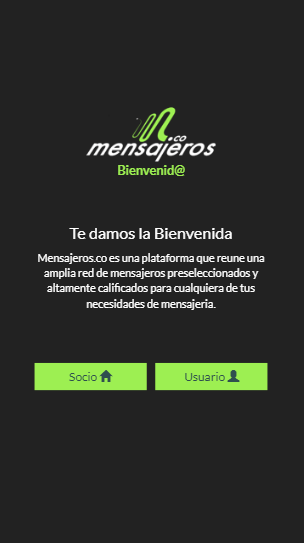 mensajeros.co
Bienvenid@
Te damos la Bienvenida
Mensajeros.co es una plataforma que reune una
amplia red de mensajeros preseleccionados y
altamente calificados para cualquiera de tus
necesidades de mensajeria.
Socio
Usuario